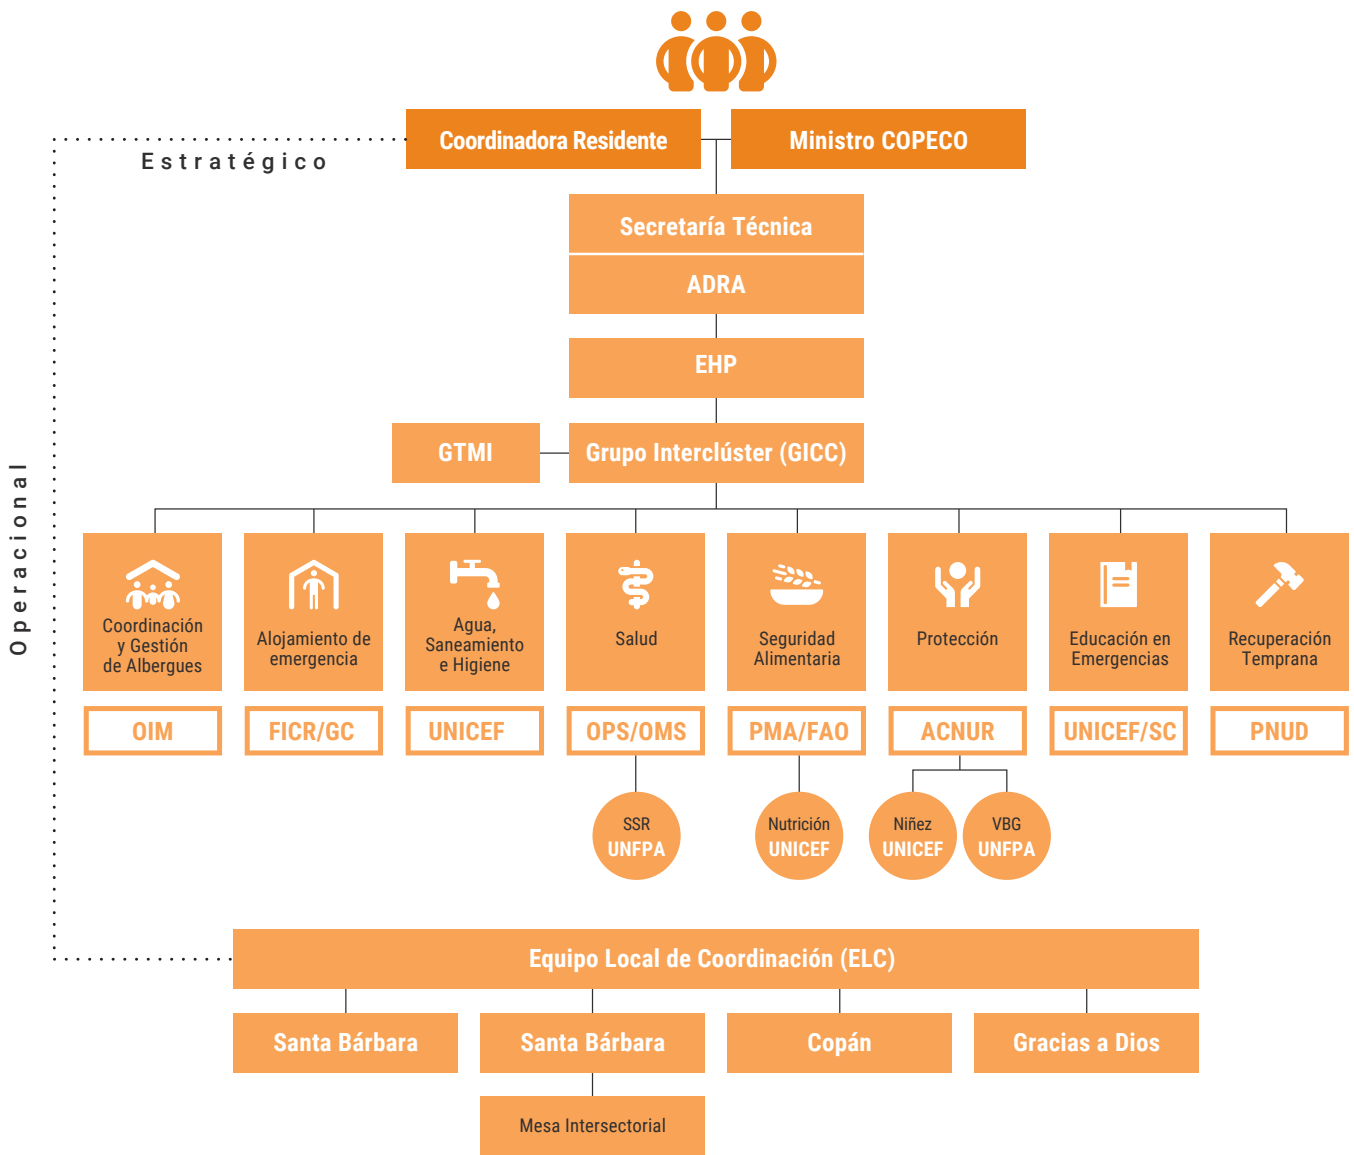 Coordinadora Residente
Ministro COPECO
Estratégico
Secretaría Técnica
ADRA
EHP
GTMI
Grupo Interclúster (GICC)
Operacional
Coordinación
y Gestión
de Albergues
Alojamiento de
emergencia
Agua,
Saneamiento
e Higiene
Salud
Seguridad
Alimentaria
Protección
Educación en
Emergencias
Recuperación
Temprana
OIM
FICR/GC
UNICEF
OPS/OMS
PMA/FAO
ACNUR
UNICEF/SC
PNUD
SSR
UNFPA
Nutrición
UNICEF
Niñez
UNICEF
VBG
UNFPA
Equipo Local de Coordinación (ELC)
Santa Bárbara
Santa Bárbara
Copán
Gracias a Dios
Mesa Intersectorial